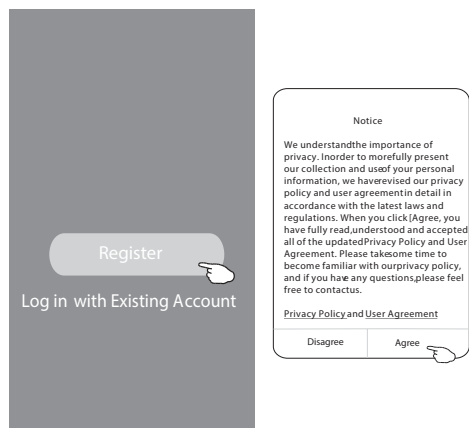 Register
Log in with Existing Account
Notice
We understandthe importance of
privacy. Inorder to morefully present
our collection and useof your personal
information, we haverevised our privacy
policy and user agreementin detail in
accordance with the latest laws and
regulations. When you click [Agree, you
have fully read,understood and accepted
all of the updatedPrivacy Policy and User
Agreement. Please takesome time to
become familiar with ourprivacy policy,
and if you have any questions,please feel
free to contactus.
Privacy Policy and User Agreement
Disagree
Agree